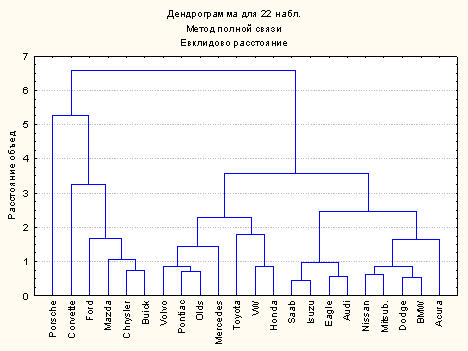 Дендрограмма для 22 набл.
Метод полной связи
Евклидово расстояние
7
6
5
4
3
2
1
0
Расстояние объед.
Porsche
Corvette
Ford
Mazda
Chrysler
Buick
Volvo
Pontiac
Olds
Mercedes
Toyota
VW
Honda
Saab
Isuzu
Eagle
Audi
Nissan
Mitsub.
Dodge
BMW
Acura